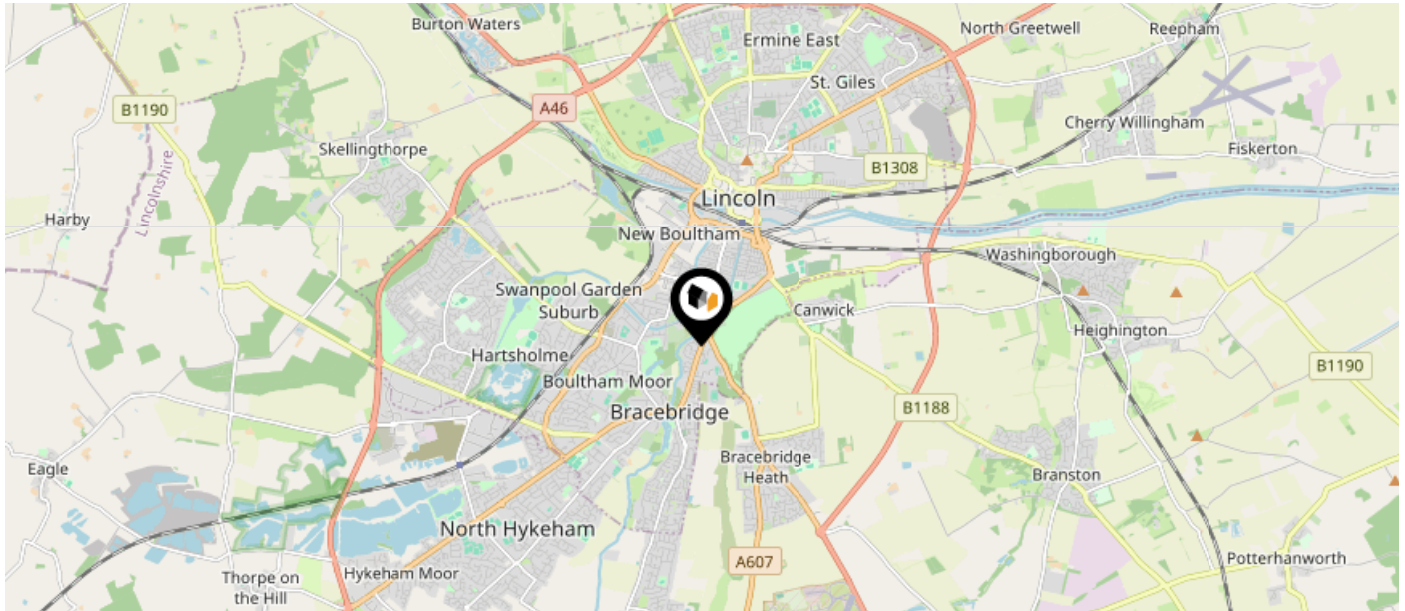 Burton Waters
Ermine East
North Greetwell
Reepham
St. Giles
B1190
A46
Cherry Willingham
Skellingthorpe
B1308
Fiskerton
Lincolnshire
Lincoln
Harby
New Boultham
Washingborough
Swanpool Garden
Suburb
Canwick
Heighington
Hartsholme
Boultham Moor
B1190
Bracebridge
B1188
Bracebridge
Heath
Eagle
Branston
North Hykeham
A607
Potterhanworth
Thorpe on
the Hill
Hykeham Moor